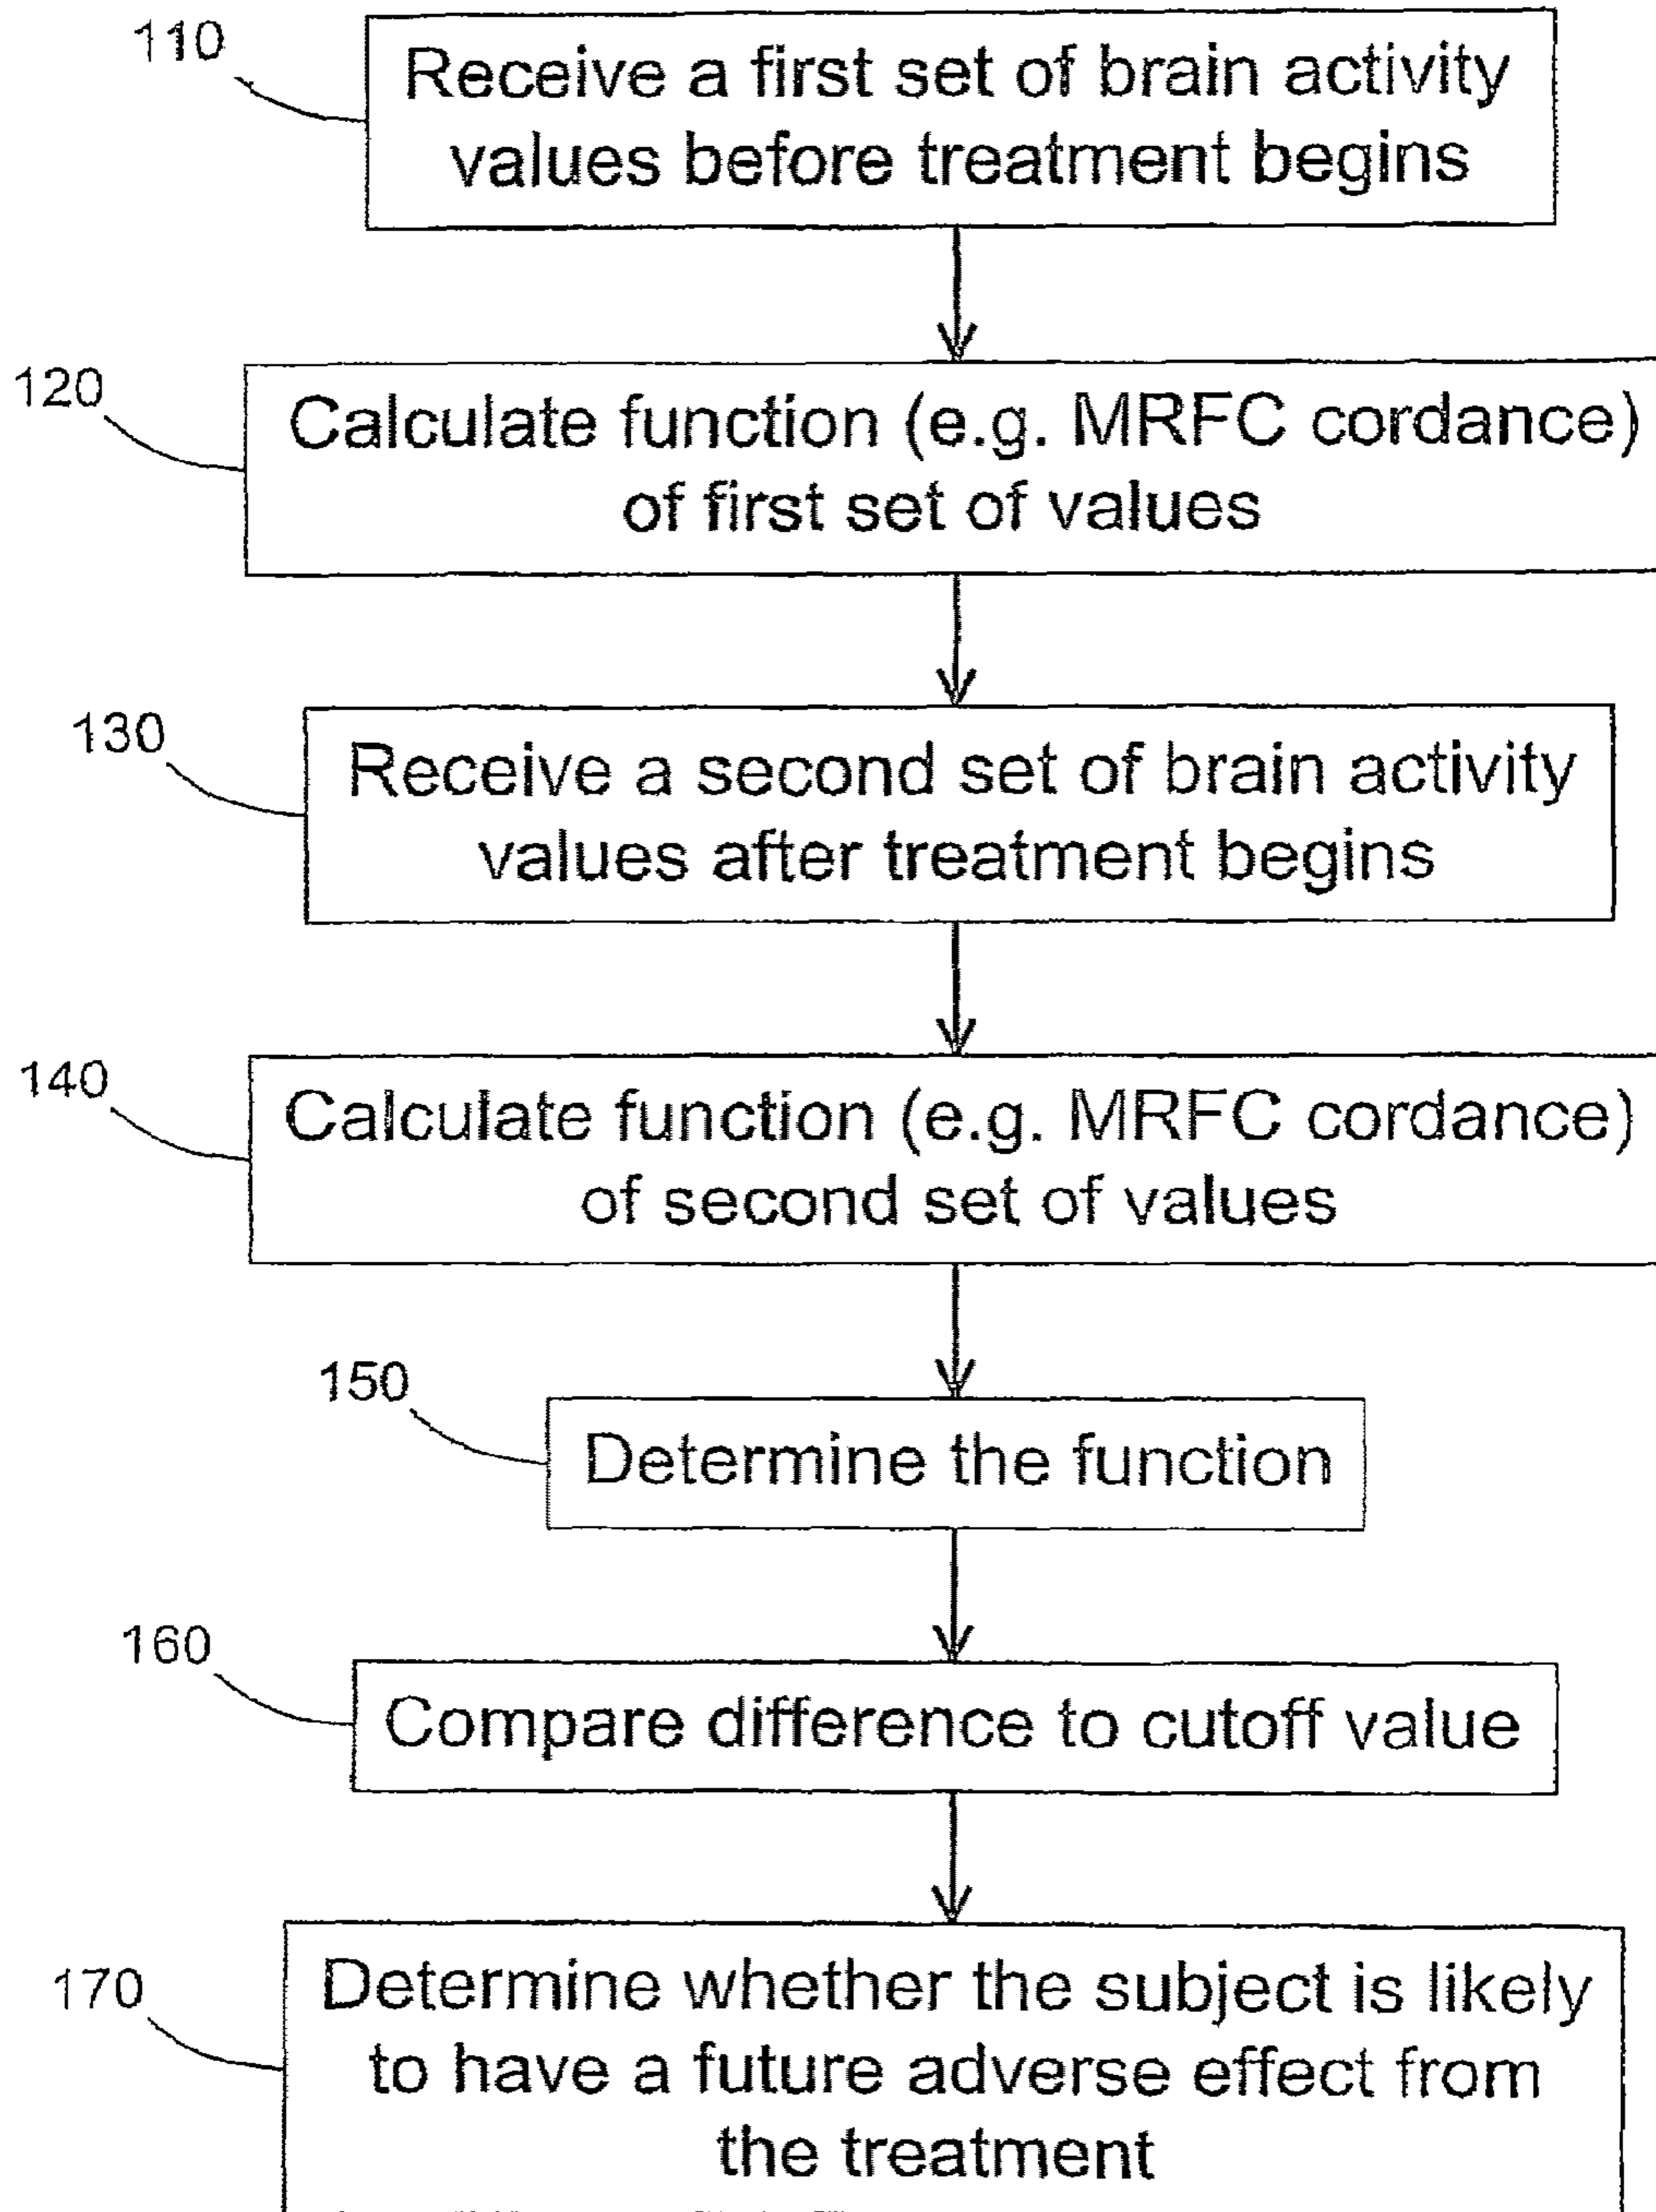 110
Receive a first set of brain activity
values before treatment begins
120
Calculate function (e.g. MRFC cordance)
of first set of values
130
Receive a second set of brain activity
values after treatment begins
140
Calculate function (e.g. MRFC cordance)
of second set of values
150
Determine the function
160
Compare difference to cutoff value
170
Determine whether the subject is likely
to have a future adverse effect from
the treatment